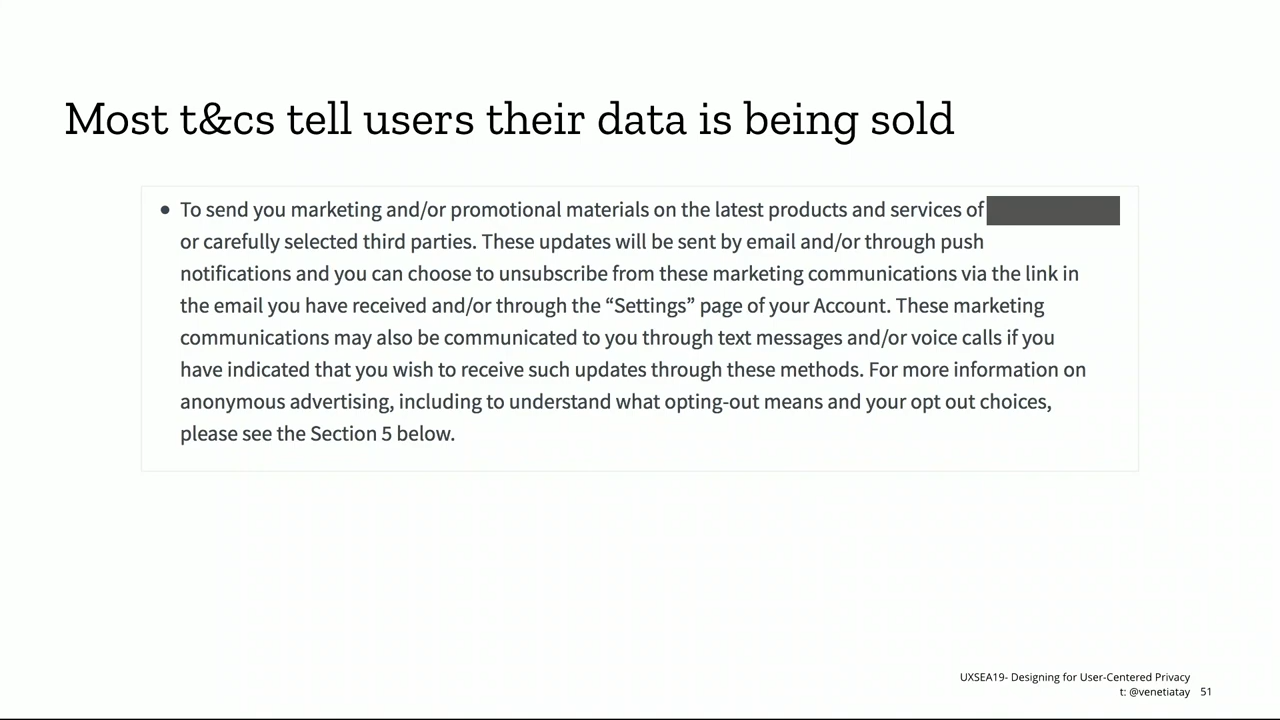 Most t&cs tell users their data is being sold
• To send you marketing and/or promotional materials on the latest products and services of
or carefully selected third parties. These updates will be sent by email and/or through push
notifications and you can choose to unsubscribe from these marketing communications via the link in
the email you have received and/or through the “Settings” page of your Account. These marketing
communications may also be communicated to you through text messages and/or voice calls if you
have indicated that you wish to receive such updates through these methods. For more information on
anonymous advertising, including to understand what opting-out means and your opt out choices,
please see the Section 5 below.
UXSEA19- Designing for User-Centered Privacy
t: @venetiatay 51